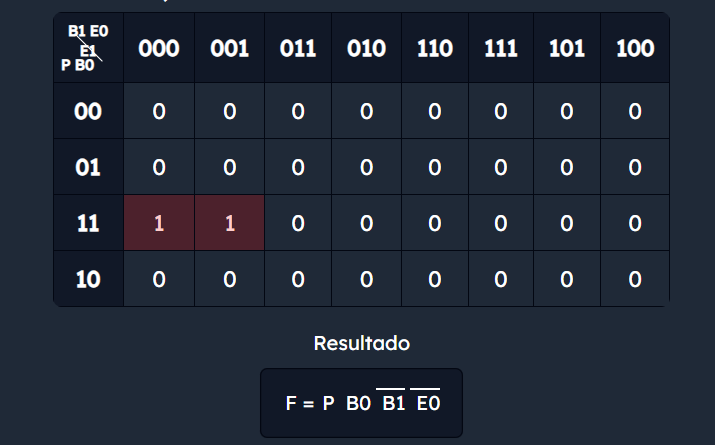 B1 E0
E1
P B0
000 001 011 010 110 111 101 100
00 0 0 0 0 0 0 0 0
01 0 0 0 0 0 0 0 0
11 1 1 0 0 0 0 0 0
10 0 0 0 0 0 0 0 0
Resultado
F = P B0 B̅1̅ E̅0̅